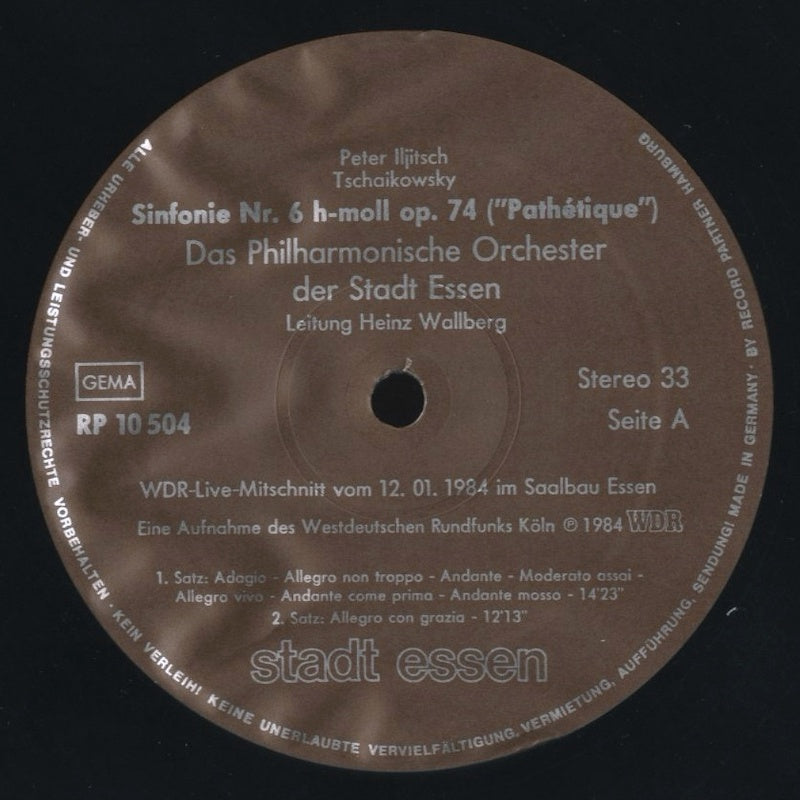 Peter Iljitsch
Tschaikowsky
Sinfonie Nr. 6 h-moll op. 74 ("Pathétique")
Das Philharmonische Orchester
der Stadt Essen
Leitung Heinz Wallberg
GEMA
RP 10 504
Stereo 33
Seite A
WDR-Live-Mitschnitt vom 12. 01. 1984 im Saalbau Essen
Eine Aufnahme des Westdeutschen Rundfunks Köln ℗ 1984 WDR
1. Satz: Adagio - Allegro non troppo - Andante - Moderato assai -
Allegro vivo - Andante come prima - Andante mosso - 14'23"
2. Satz: Allegro con grazia - 12'13"
stadt essen
ALLE URHEBER- UND LEISTUNGSSCHUTZRECHTE VORBEHALTEN · KEIN VERLEIH! KEINE UNERLAUBTE VERVIELFÄLTIGUNG, VERMIETUNG, AUFFÜHRUNG, SENDUNG! MADE IN GERMANY · BY RECORD PARTNER HAMBURG